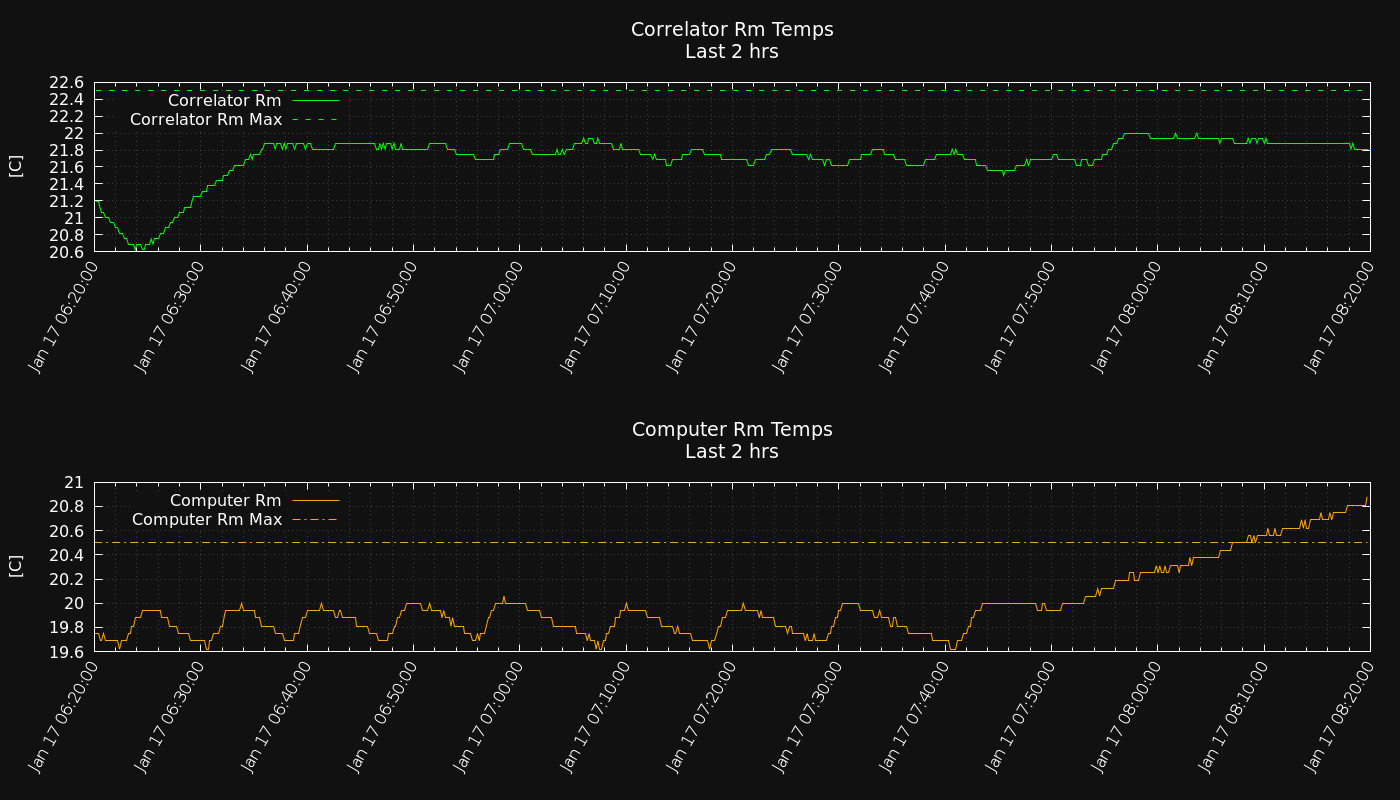 Correlator Rm Temps
Last 2 hrs
22.6
22.4
22.2
22
21.8
21.6
21.4
21.2
21
20.8
20.6
[C]
Correlator Rm
Correlator Rm Max
Jan 17 06:20:00
Jan 17 06:30:00
Jan 17 06:40:00
Jan 17 06:50:00
Jan 17 07:00:00
Jan 17 07:10:00
Jan 17 07:20:00
Jan 17 07:30:00
Jan 17 07:40:00
Jan 17 07:50:00
Jan 17 08:00:00
Jan 17 08:10:00
Jan 17 08:20:00
Computer Rm Temps
Last 2 hrs
21
20.8
20.6
20.4
20.2
20
19.8
19.6
[C]
Computer Rm
Computer Rm Max
Jan 17 06:20:00
Jan 17 06:30:00
Jan 17 06:40:00
Jan 17 06:50:00
Jan 17 07:00:00
Jan 17 07:10:00
Jan 17 07:20:00
Jan 17 07:30:00
Jan 17 07:40:00
Jan 17 07:50:00
Jan 17 08:00:00
Jan 17 08:10:00
Jan 17 08:20:00